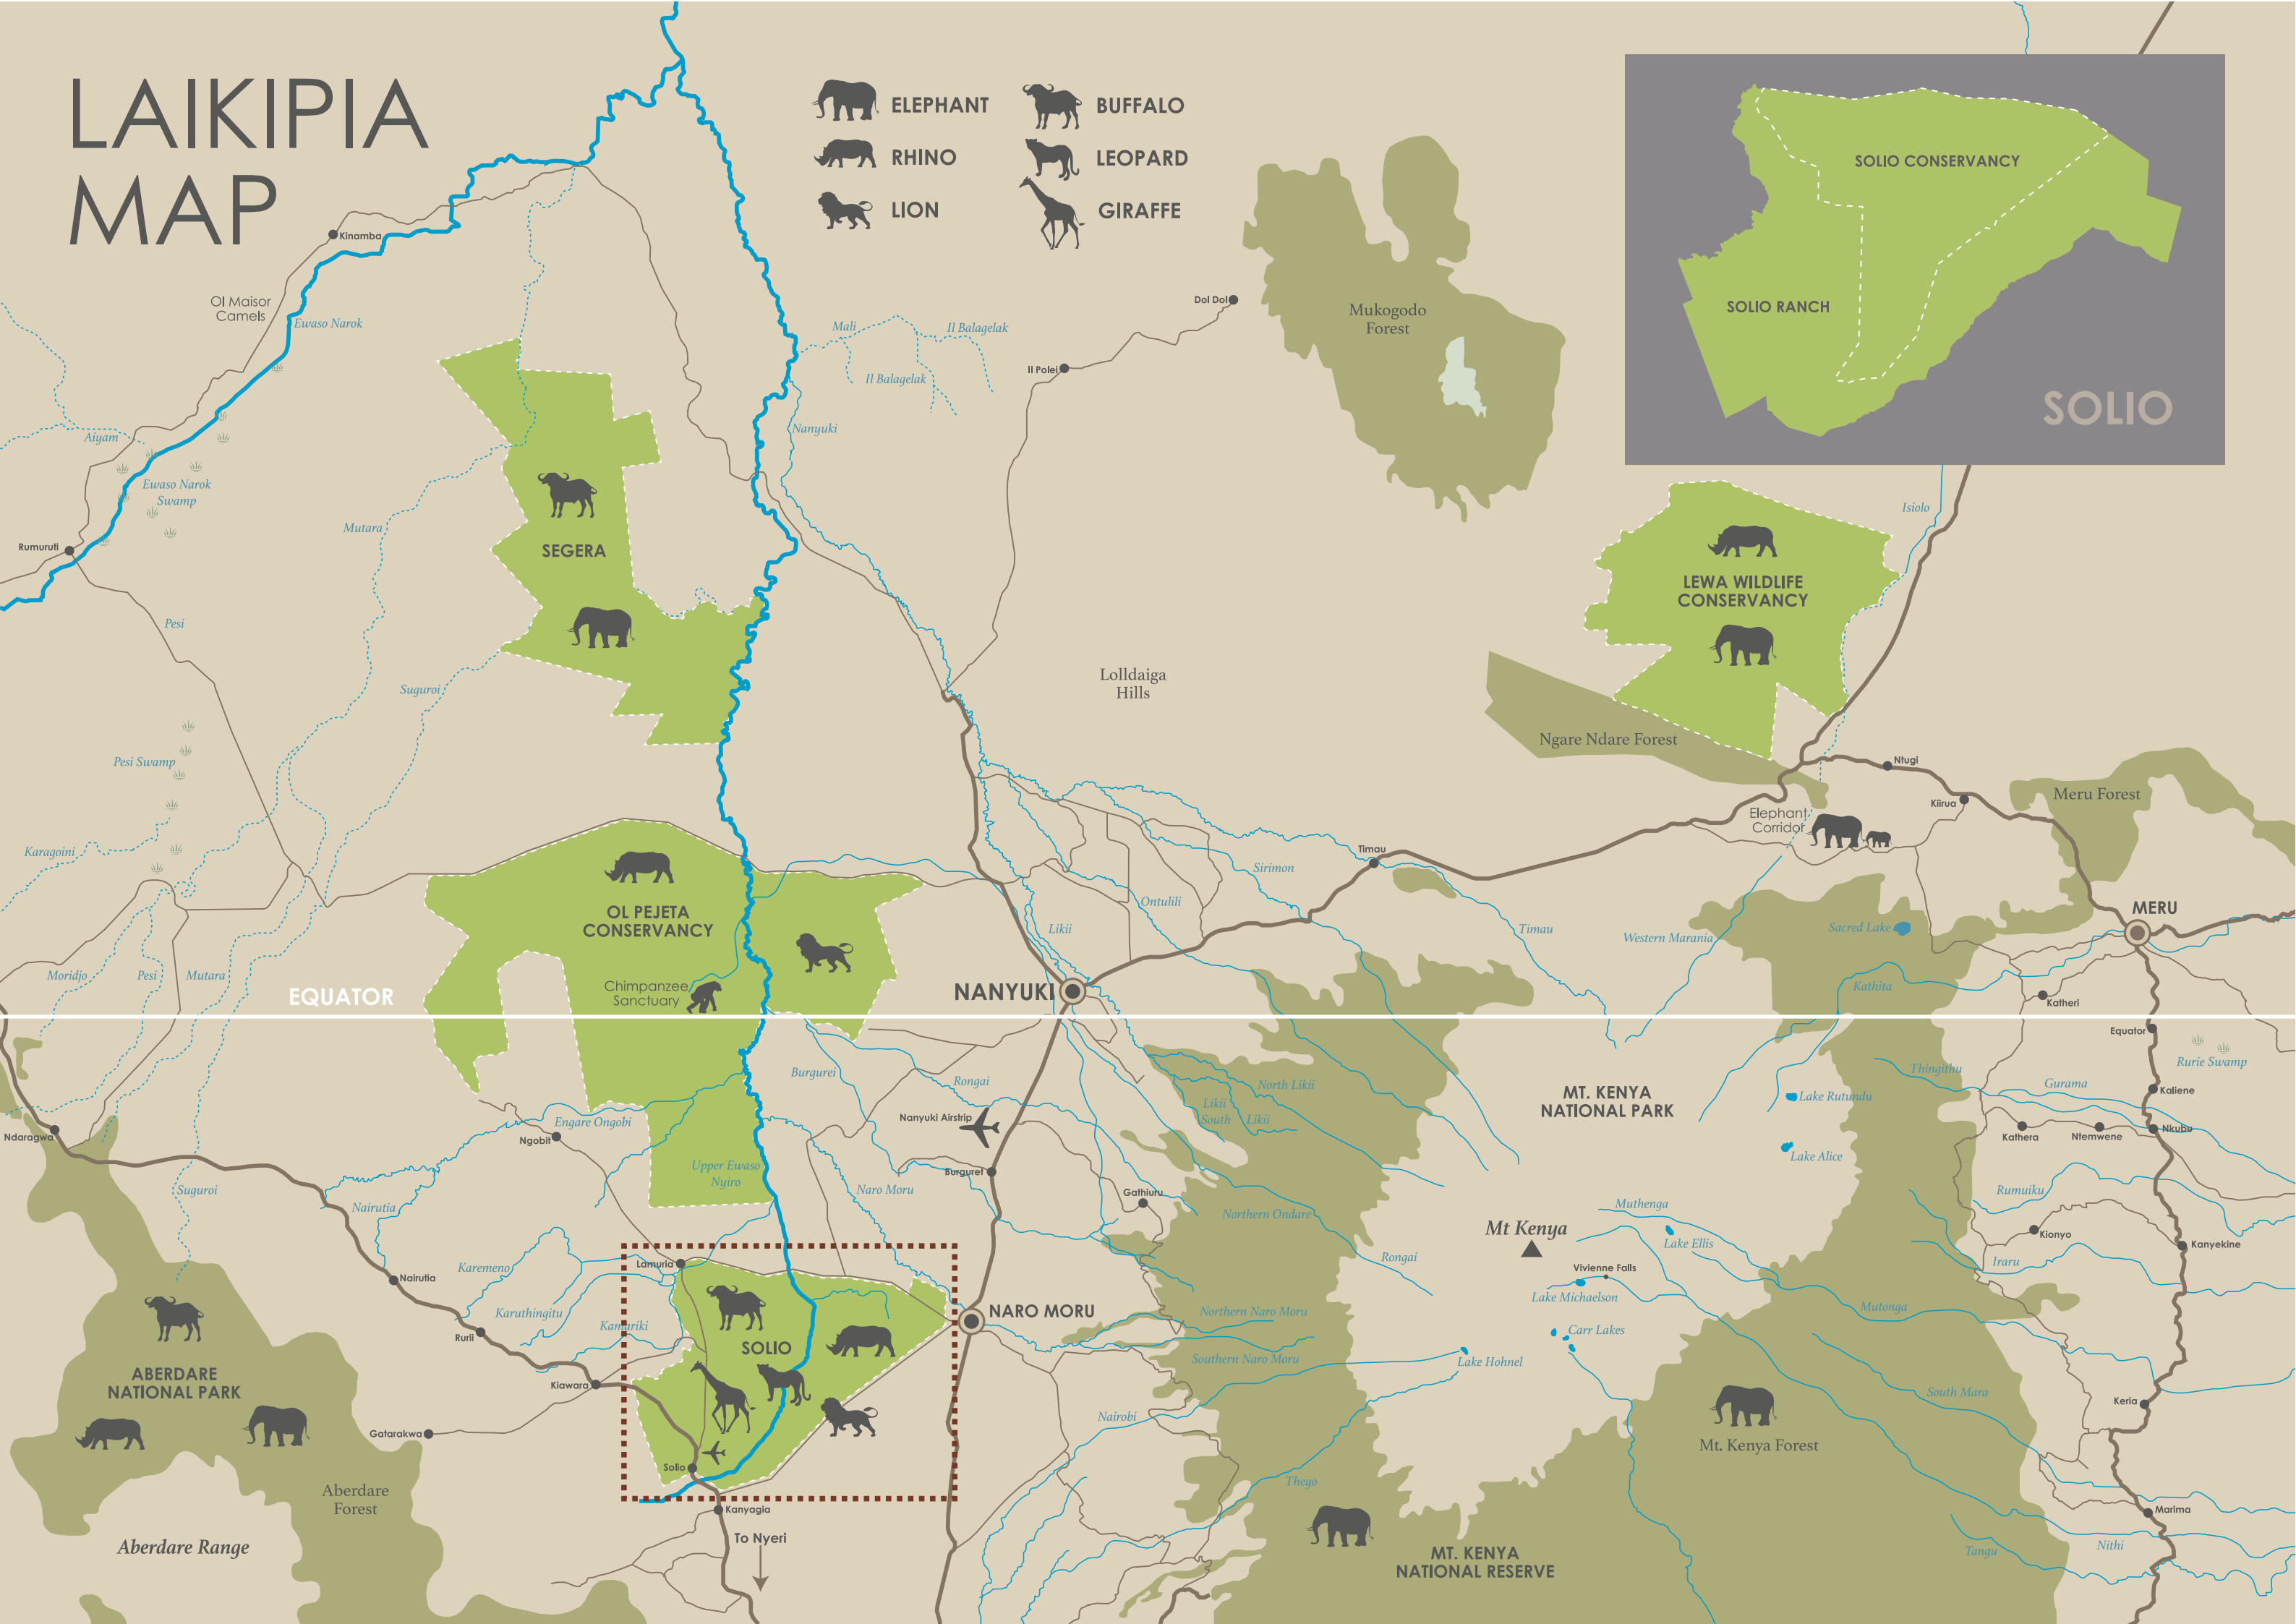 LAIKIPIA
MAP
ELEPHANT
BUFFALO
RHINO
LEOPARD
LION
GIRAFFE
SOLIO CONSERVANCY
SOLIO RANCH
SOLIO
Kinamba
Ol Maisor
Camels
Ewaso Narok
Dol Dol
Mukogodo
Forest
Mali
Il Balagelak
Il Polei
Il Balagelak
Nanyuki
Aiyam
Ewaso Narok
Swamp
Mutara
Rumuruti
SEGERA
Isiolo
LEWA WILDLIFE
CONSERVANCY
Pesi
Suguroi
Lolldaiga
Hills
Ngare Ndare Forest
Pesi Swamp
Ntugi
Meru Forest
Kiirua
Elephant
Corridor
Karagoini
Timau
Sirimon
Ontulili
OL PEJETA
CONSERVANCY
MERU
Likii
Timau
Western Marania
Sacred Lake
Moridjo
Pesi
Mutara
EQUATOR
Chimpanzee
Sanctuary
NANYUKI
Kathita
Katheri
Equator
Rurie Swamp
Burgurei
Rongai
North Likii
Likii
South Likii
MT. KENYA
NATIONAL PARK
Thingithu
Gurama
Lake Rutundu
Kaliene
Nanyuki Airstrip
Engare Ongobi
Ngobit
Ndaragwa
Kathera
Ntemwene
Nkubu
Lake Alice
Upper Ewaso
Nyiro
Burguret
Naro Moru
Suguroi
Nairutia
Gathiuru
Northern Ondare
Rumuiku
Muthenga
Mt Kenya
Lake Ellis
Kionyo
Kanyekine
Rongai
Iraru
Lamuria
Karemeno
Nairutia
Vivienne Falls
Lake Michaelson
Karuthingitu
Kamariki
Rurii
NARO MORU
Northern Naro Moru
Mutonga
Carr Lakes
SOLIO
Southern Naro Moru
Lake Hohnel
ABERDARE
NATIONAL PARK
Kiawara
South Mara
Keria
Gatarakwa
Nairobi
Mt. Kenya Forest
Solio
Thego
Aberdare
Forest
Kanyagia
Marima
To Nyeri
Aberdare Range
MT. KENYA
NATIONAL RESERVE
Tangu
Nithi